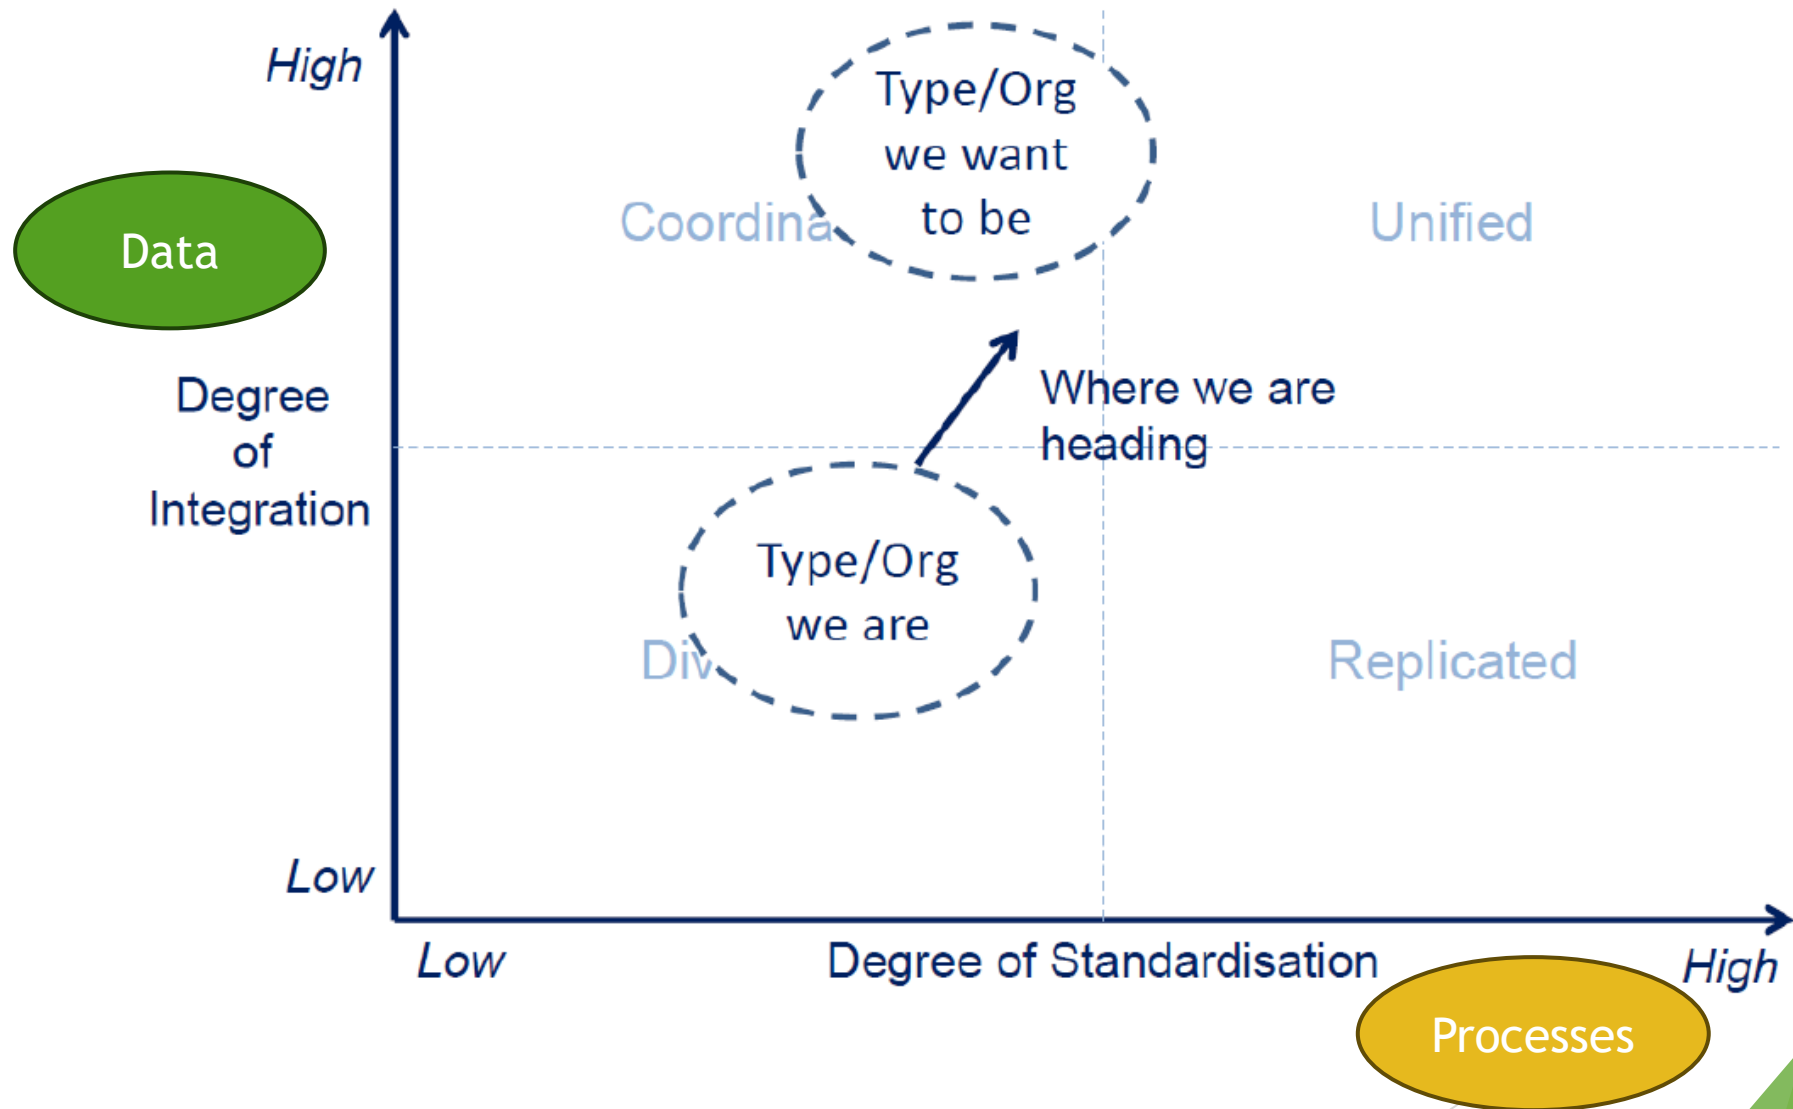 High
Type/Org
we want
to be
Coordina
Unified
Data
Degree
of
Integration
Where we are
heading
Type/Org
we are
Div
Replicated
Low
Low
Degree of Standardisation
High
Processes